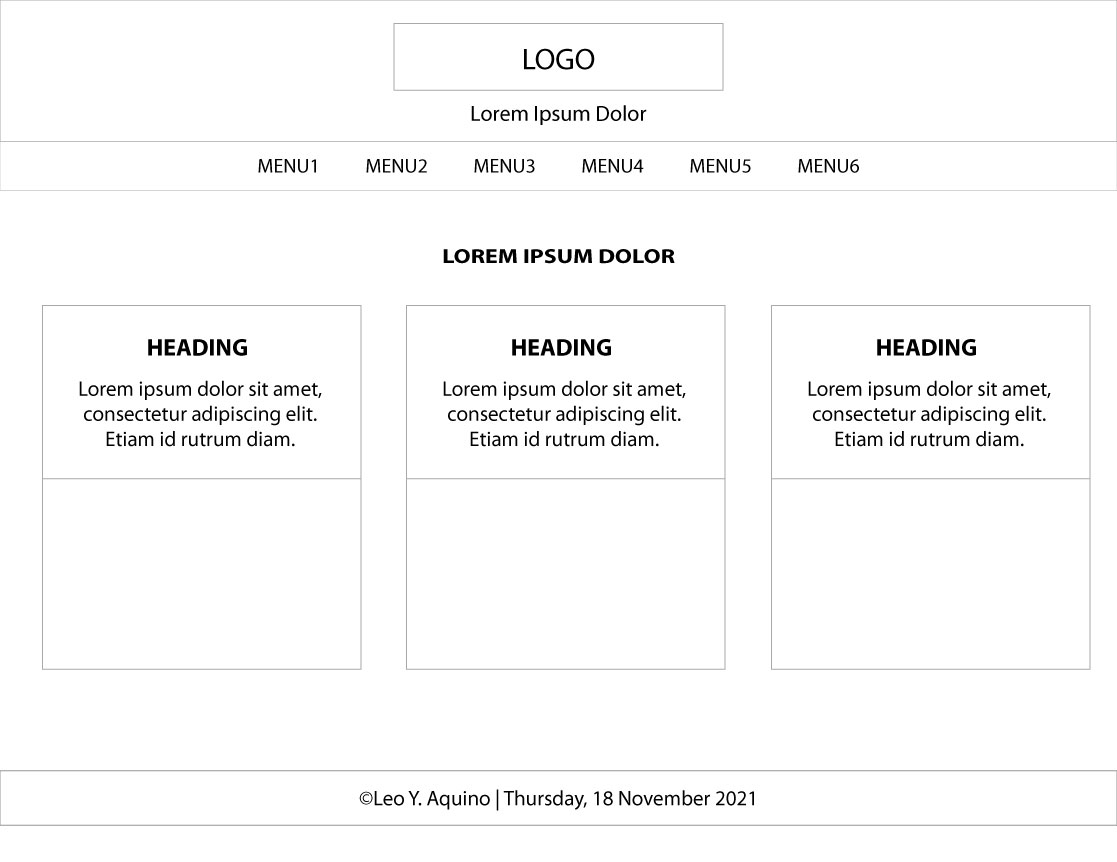 LOGO
Lorem Ipsum Dolor
MENU1 MENU2 MENU3 MENU4 MENU5 MENU6
LOREM IPSUM DOLOR
HEADING
Lorem ipsum dolor sit amet,
consectetur adipiscing elit.
Etiam id rutrum diam.
HEADING
Lorem ipsum dolor sit amet,
consectetur adipiscing elit.
Etiam id rutrum diam.
HEADING
Lorem ipsum dolor sit amet,
consectetur adipiscing elit.
Etiam id rutrum diam.
©Leo Y. Aquino | Thursday, 18 November 2021